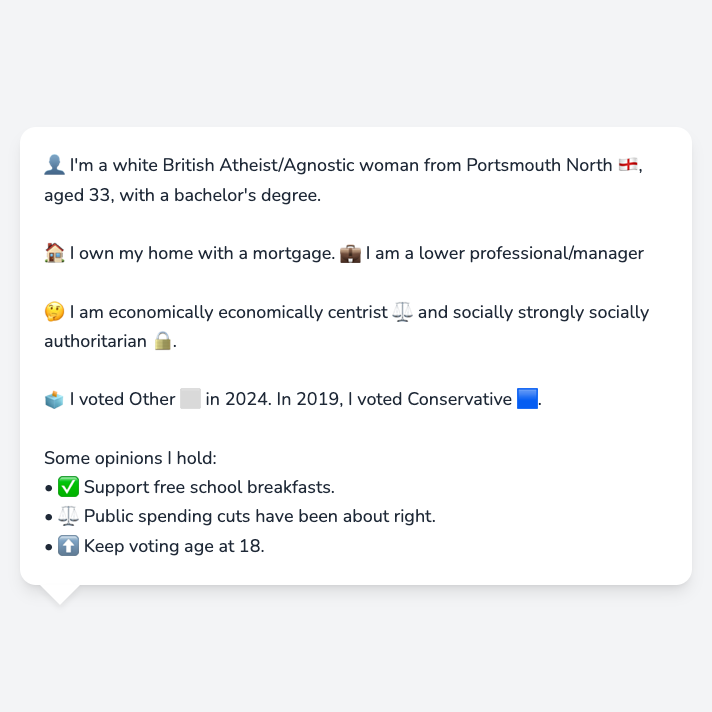 👤 I'm a white British Atheist/Agnostic woman from Portsmouth North 🏴󠁧󠁢󠁥󠁮󠁧󠁿,
aged 33, with a bachelor's degree.
🏠 I own my home with a mortgage. 💼 I am a lower professional/manager
🤔 I am economically economically centrist ⚖️ and socially strongly socially
authoritarian 🔒.
🗳️ I voted Other ⬜ in 2024. In 2019, I voted Conservative 🟦.
Some opinions I hold:
• ✅ Support free school breakfasts.
• ⚖️ Public spending cuts have been about right.
• ⬆️ Keep voting age at 18.